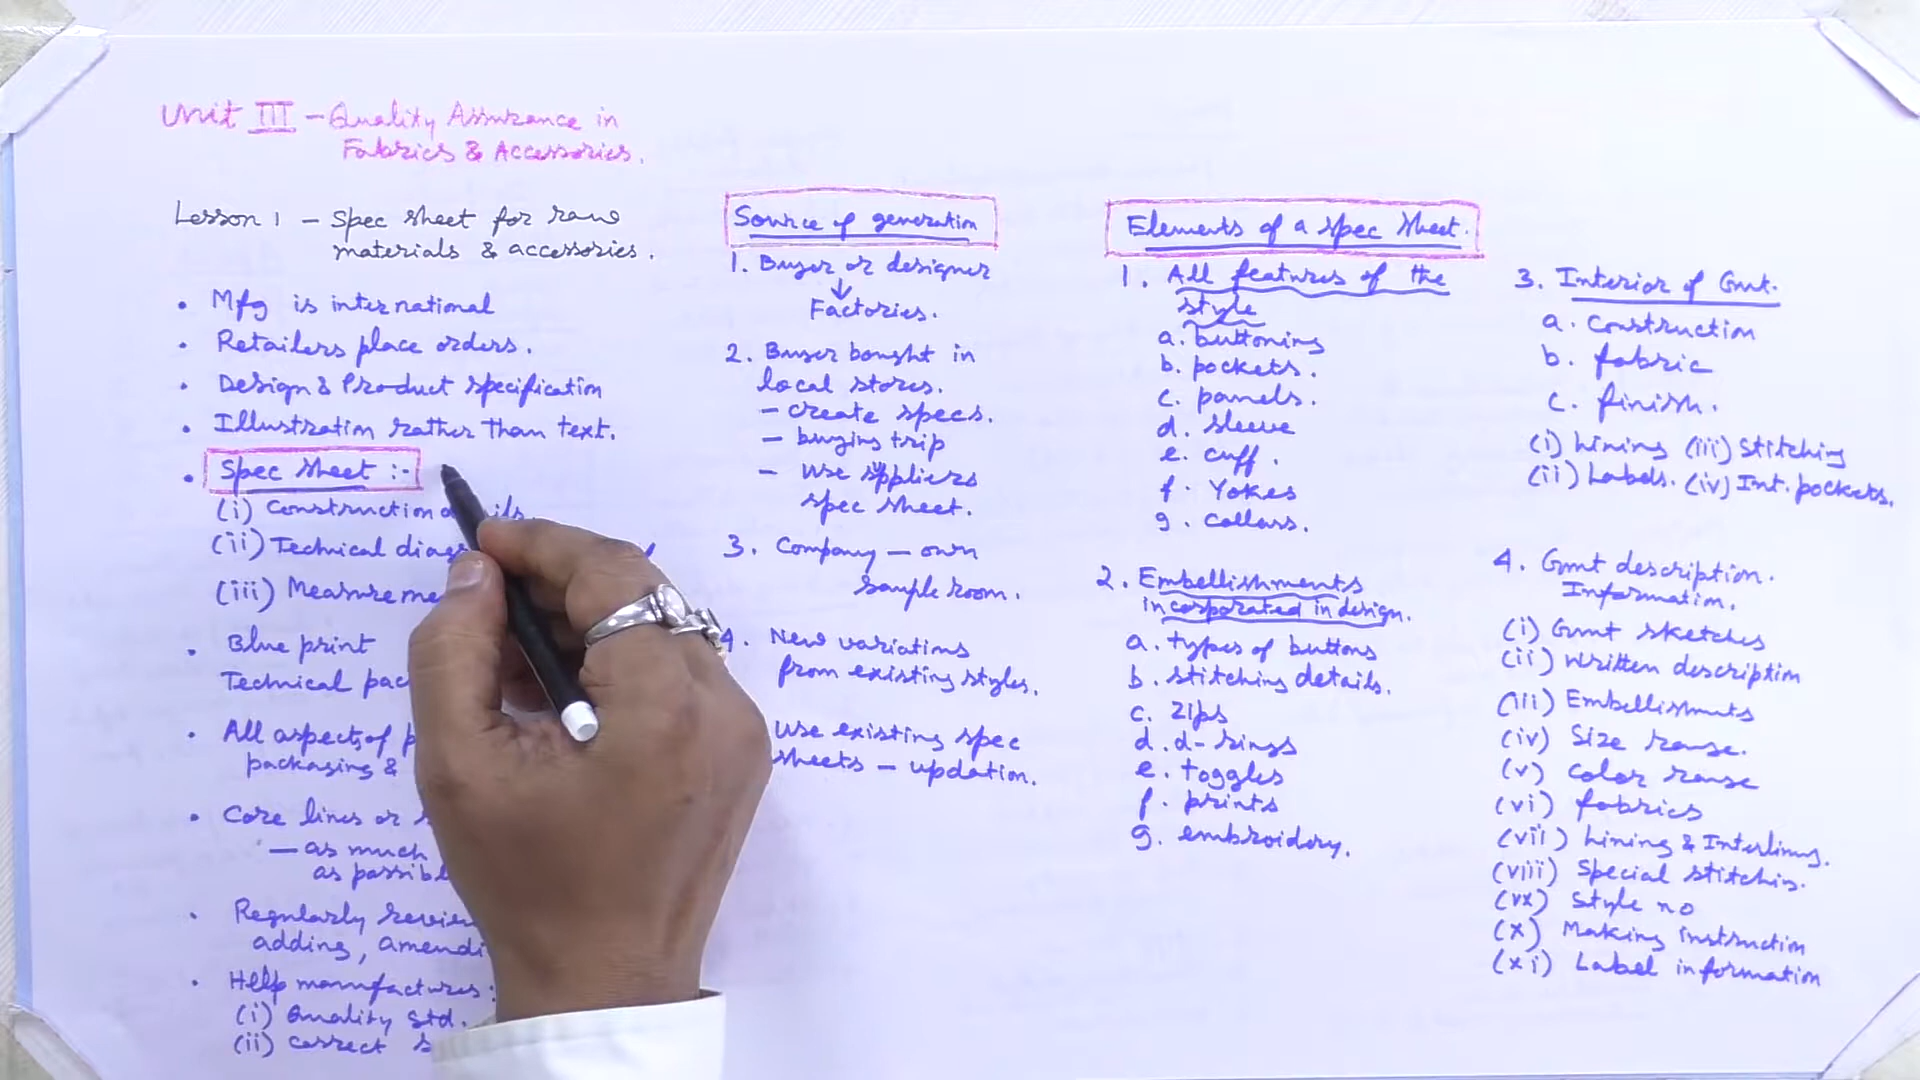 Unit III - Quality Assurance in
Fabrics & Accessories.
Lesson 1 - Spec sheet for raw
materials & accessories.
• Mfg is international
• Retailers place orders.
• Design & Product specification
• Illustration rather than text.
• Spec sheet :-
(i) Construction
(ii) Technical
(iii)
• Blue print
Technical
• All aspects of
packaging &
• Core lines or
- as much
as
• Regularly
adding,
• Help manufactures:
(i) Quality std.
(ii) correct
Source of generation
1. Buyer or designer
↓
Factories.
2. Buyer bought in
local stores.
- create specs.
- buying trip
- use suppliers
spec sheet.
3. Company - own
sample room.
4. New variations
from existing styles.
Use existing spec
sheets - updation.
Elements of a spec sheet.
1. All features of the
style
a. buttoning
b. pockets.
c. panels.
d. sleeve
e. cuff.
f. Yokes
g. collars.
2. Embellishments
incorporated in design.
a. types of buttons
b. stitching details.
c. zips
d. d-rings
e. toggles
f. prints
g. embroidery.
3. Interior of Gmt.
a. construction
b. fabric
c. finish.
(i) Lining (iii) Stitching
(ii) Labels. (iv) Int. pockets.
4. Gmt description.
Information.
(i) Gmt sketches
(ii) written description
(iii) Embellismnts
(iv) Size range.
(v) color range
(vi) fabrics
(vii) Lining & Interlining.
(viii) Special stitching.
(vx) Style no
(x) Making instruction
(xi) Label information